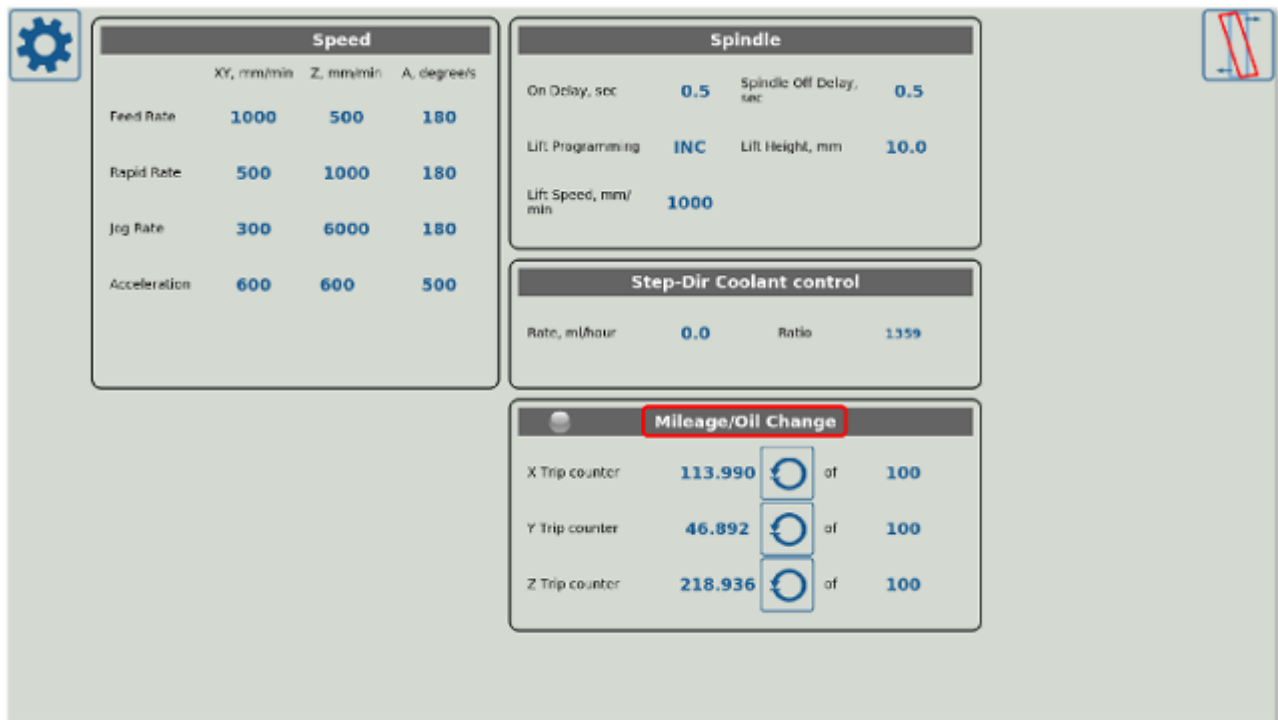 Speed
XY, mm/min Z, mm/min A, degree/s
Feed Rate 1000 500 180
Rapid Rate 500 1000 180
Jog Rate 300 6000 180
Acceleration 600 600 500
Spindle
On Delay, sec 0.5 Spindle Off Delay,
sec 0.5
Lift Programming INC Lift Height, mm 10.0
Lift Speed, mm/
min 1000
Step-Dir Coolant control
Rate, ml/hour 0.0 Ratio 1359
Mileage/Oil Change
X Trip counter 113.990 of 100
Y Trip counter 46.892 of 100
Z Trip counter 218.936 of 100